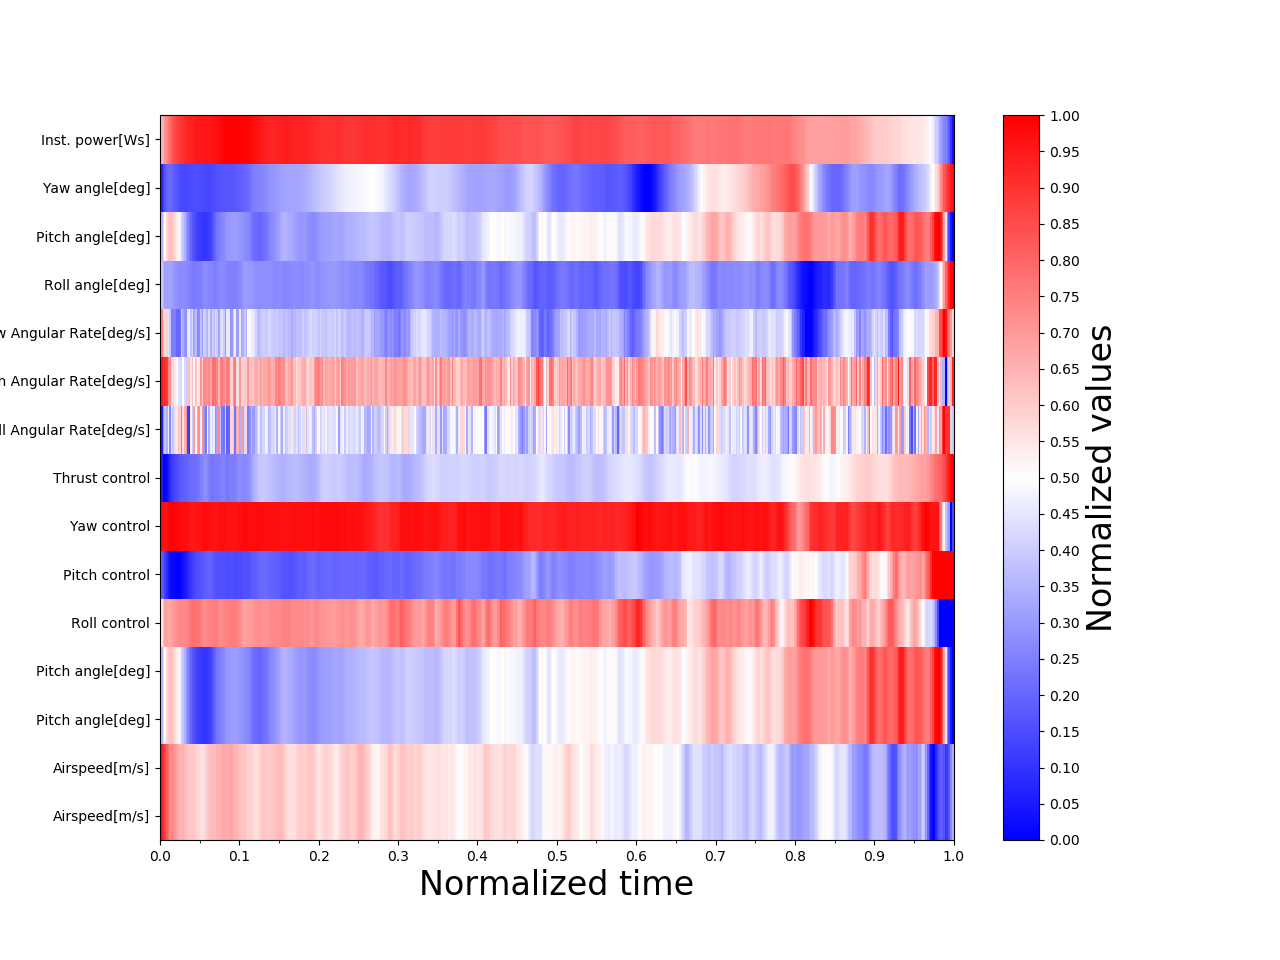 Inst. power[Ws]
Yaw angle[deg]
Pitch angle[deg]
Roll angle[deg]
w Angular Rate[deg/s]
h Angular Rate[deg/s]
ll Angular Rate[deg/s]
Thrust control
Yaw control
Pitch control
Roll control
Pitch angle[deg]
Pitch angle[deg]
Airspeed[m/s]
Airspeed[m/s]
0.0 0.1 0.2 0.3 0.4 0.5 0.6 0.7 0.8 0.9 1.0
Normalized time
1.00
0.95
0.90
0.85
0.80
0.75
0.70
0.65
0.60
0.55
0.50
0.45
0.40
0.35
0.30
0.25
0.20
0.15
0.10
0.05
0.00
Normalized values